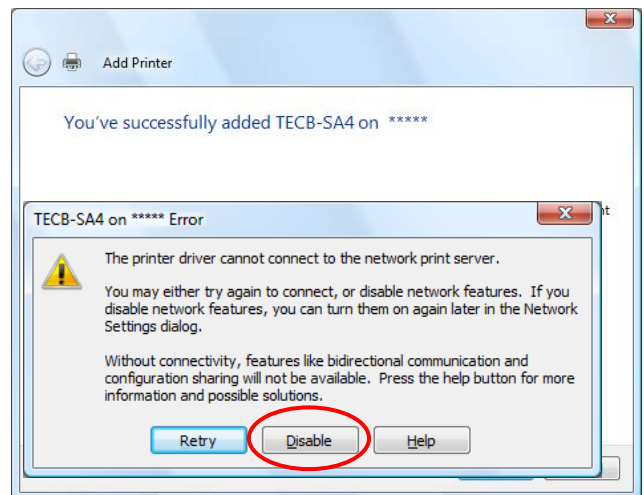 Add Printer
You've successfully added TECB-SA4 on *****
nt
TECB-SA4 on ***** Error
The printer driver cannot connect to the network print server.
You may either try again to connect, or disable network features. If you
disable network features, you can turn them on again later in the Network
Settings dialog.
Without connectivity, features like bidirectional communication and
configuration sharing will not be available. Press the help button for more
information and possible solutions.
Retry Disable Help